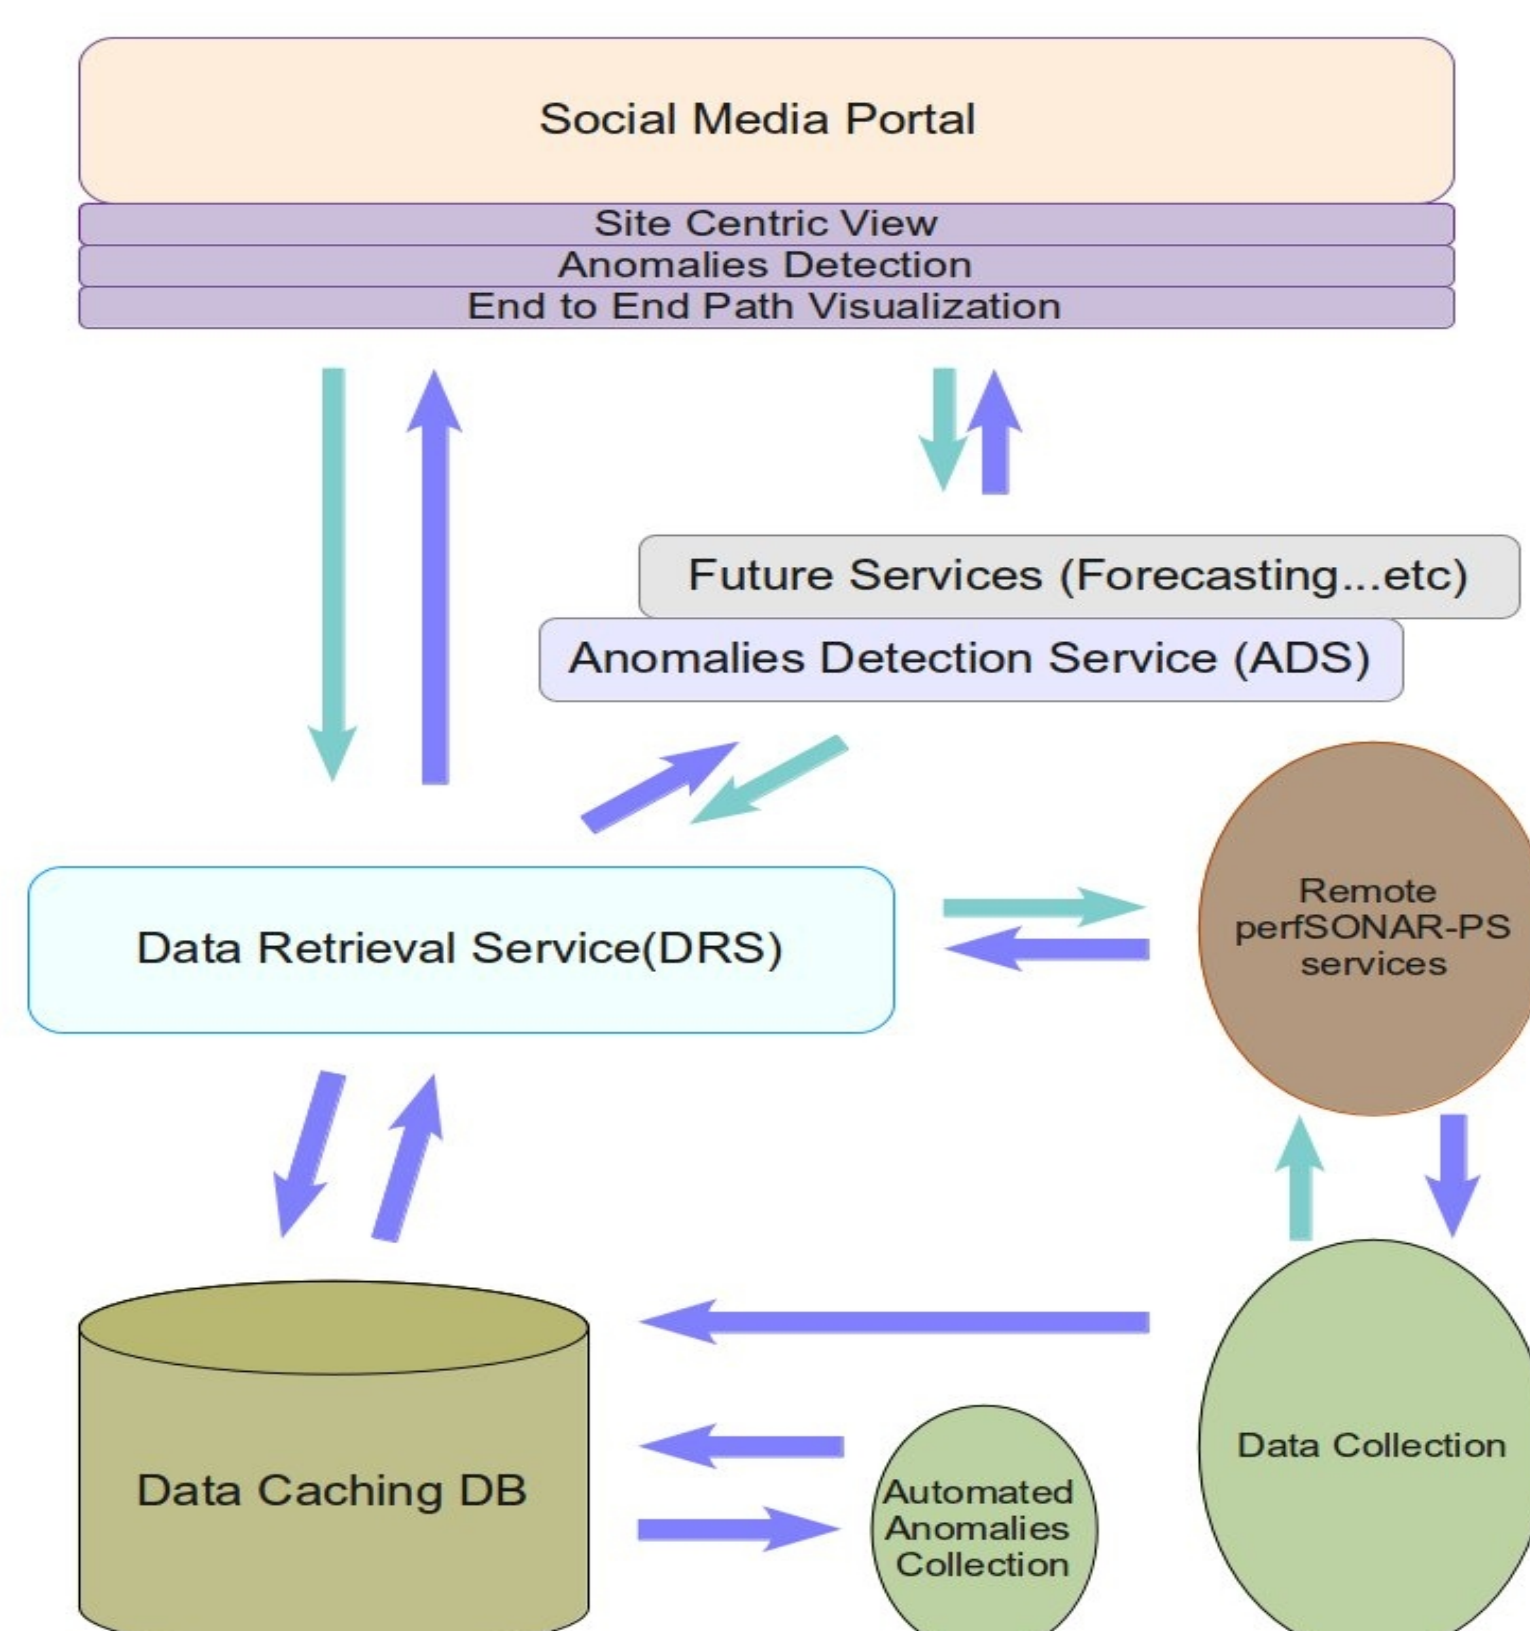 Social Media Portal
Site Centric View
Anomalies Detection
End to End Path Visualization
Future Services (Forecasting...etc)
Anomalies Detection Service (ADS)
Data Retrieval Service(DRS)
Remote
perfSONAR-PS
services
Data Caching DB
Automated
Anomalies
Collection
Data Collection